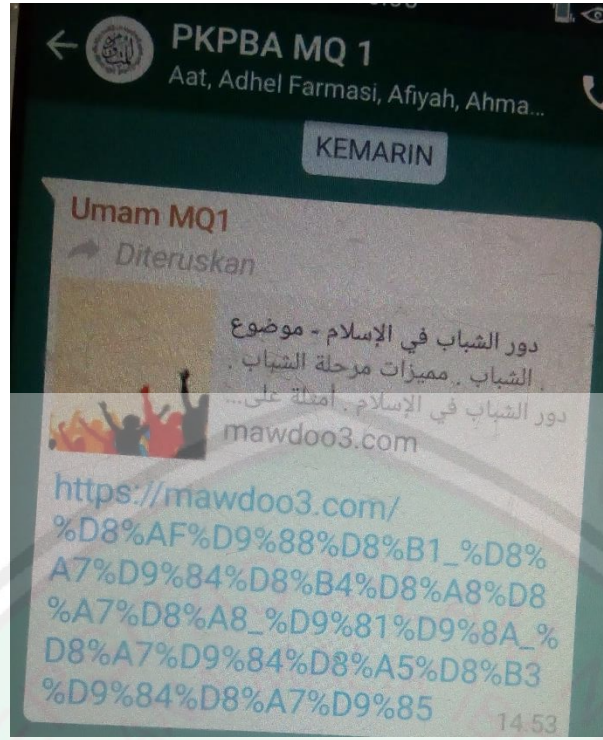 PKPBA MQ 1
Aat, Adhel Farmasi, Afiyah, Ahma...
KEMARIN
Umam MQ1
Diteruskan
دور الشباب في الإسلام - موضوع
. الشباب . مميزات مرحلة الشباب .
دور الشباب في الإسلام . أمثلة على...
mawdoo3.com
https://mawdoo3.com/
%D8%AF%D9%88%D8%B1_%D8%
A7%D9%84%D8%B4%D8%A8%D8
%A7%D8%A8_%D9%81%D9%8A_%
D8%A7%D9%84%D8%A5%D8%B3
%D9%84%D8%A7%D9%85
14.53